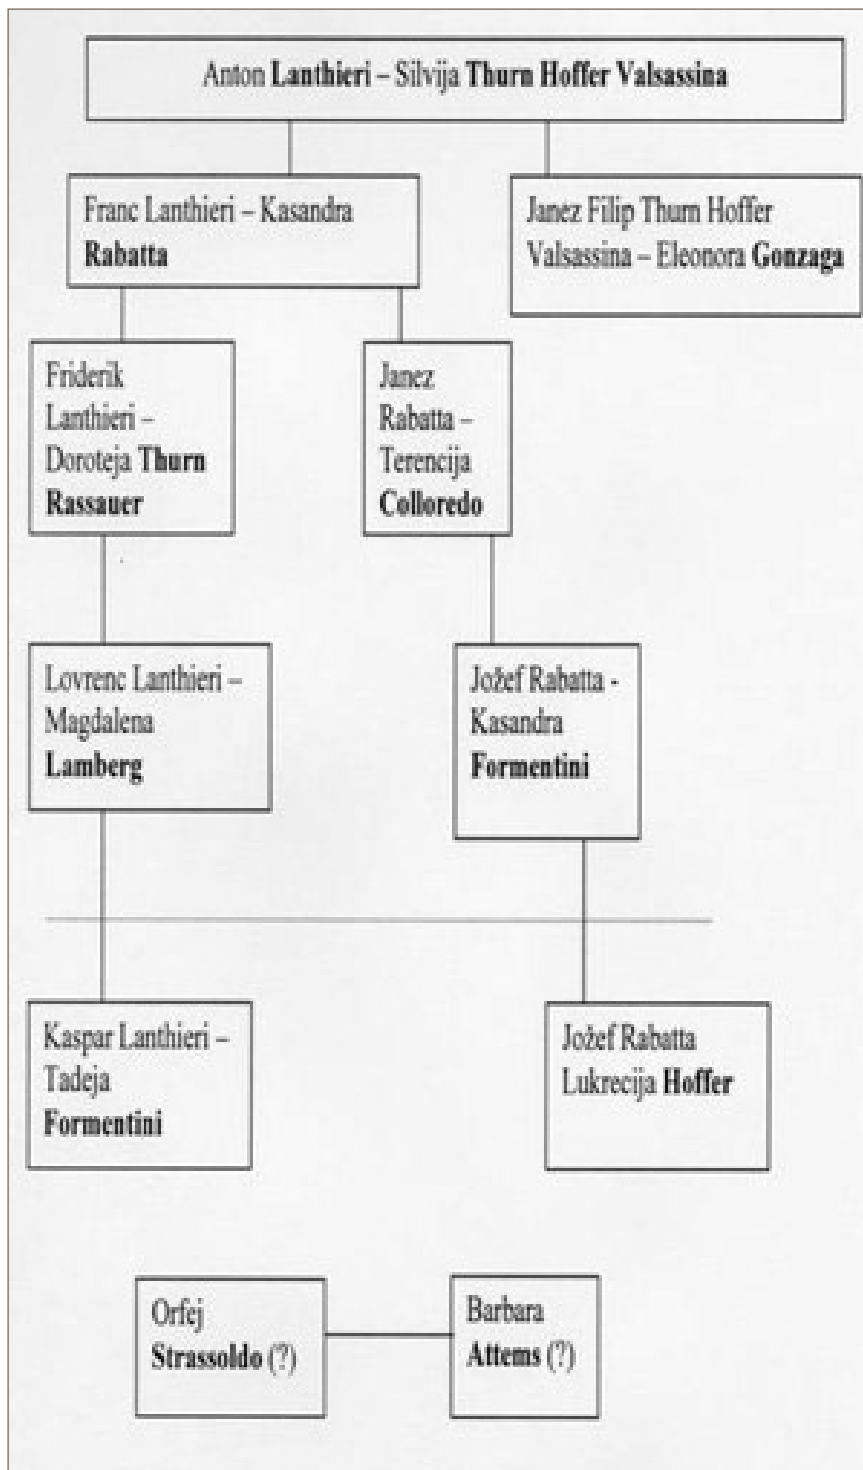 Anton Lanthieri – Silvija Thurn Hoffer Valsassina
Franc Lanthieri – Kasandra
Rabatta
Janez Filip Thurn Hoffer
Valsassina – Eleonora Gonzaga
Friderik
Lanthieri –
Doroteja Thurn
Rassauer
Janez
Rabatta –
Terencija
Colloredo
Lovrenc Lanthieri –
Magdalena
Lamberg
Jožef Rabatta -
Kasandra
Formentini
Kaspar Lanthieri –
Tadeja
Formentini
Jožef Rabatta
Lukrecija Hoffer
Orfej
Strassoldo (?)
Barbara
Attems (?)